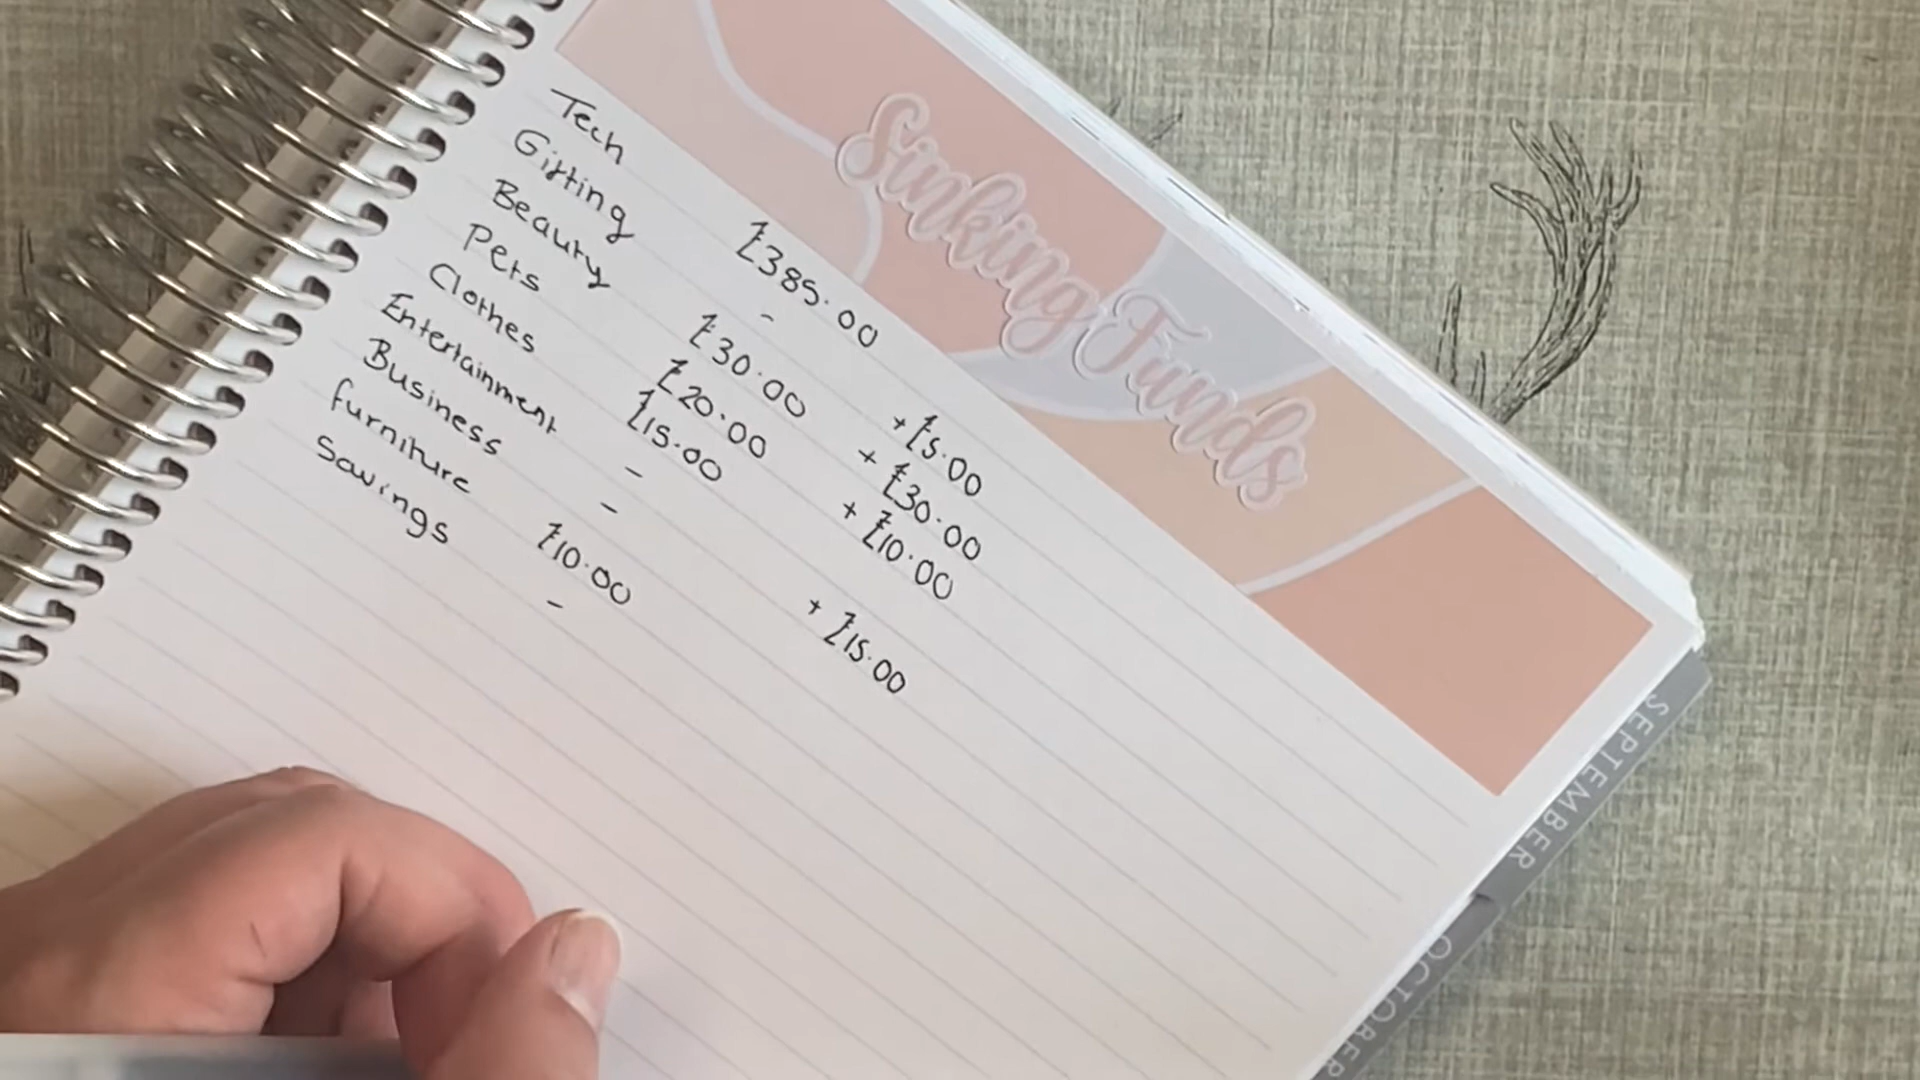 Sinking Funds
Tech £385.00
Gifting - + £5.00
Beauty £30.00 + £30.00
Pets £20.00 + £10.00
Clothes £15.00
Entertainment - + £15.00
Business -
furniture £10.00
Savings -
SEPTEMBER
OCTOBER